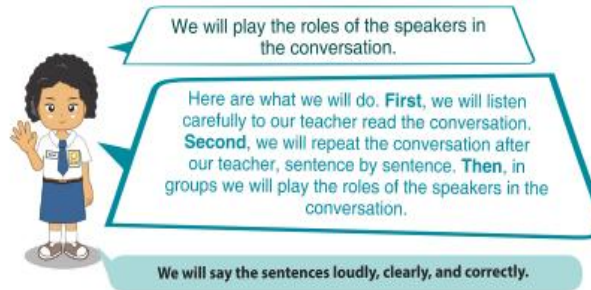 We will play the roles of the speakers in
the conversation.
Here are what we will do. First, we will listen
carefully to our teacher read the conversation.
Second, we will repeat the conversation after
our teacher, sentence by sentence. Then, in
groups we will play the roles of the speakers in the
conversation.
We will say the sentences loudly, clearly, and correctly.